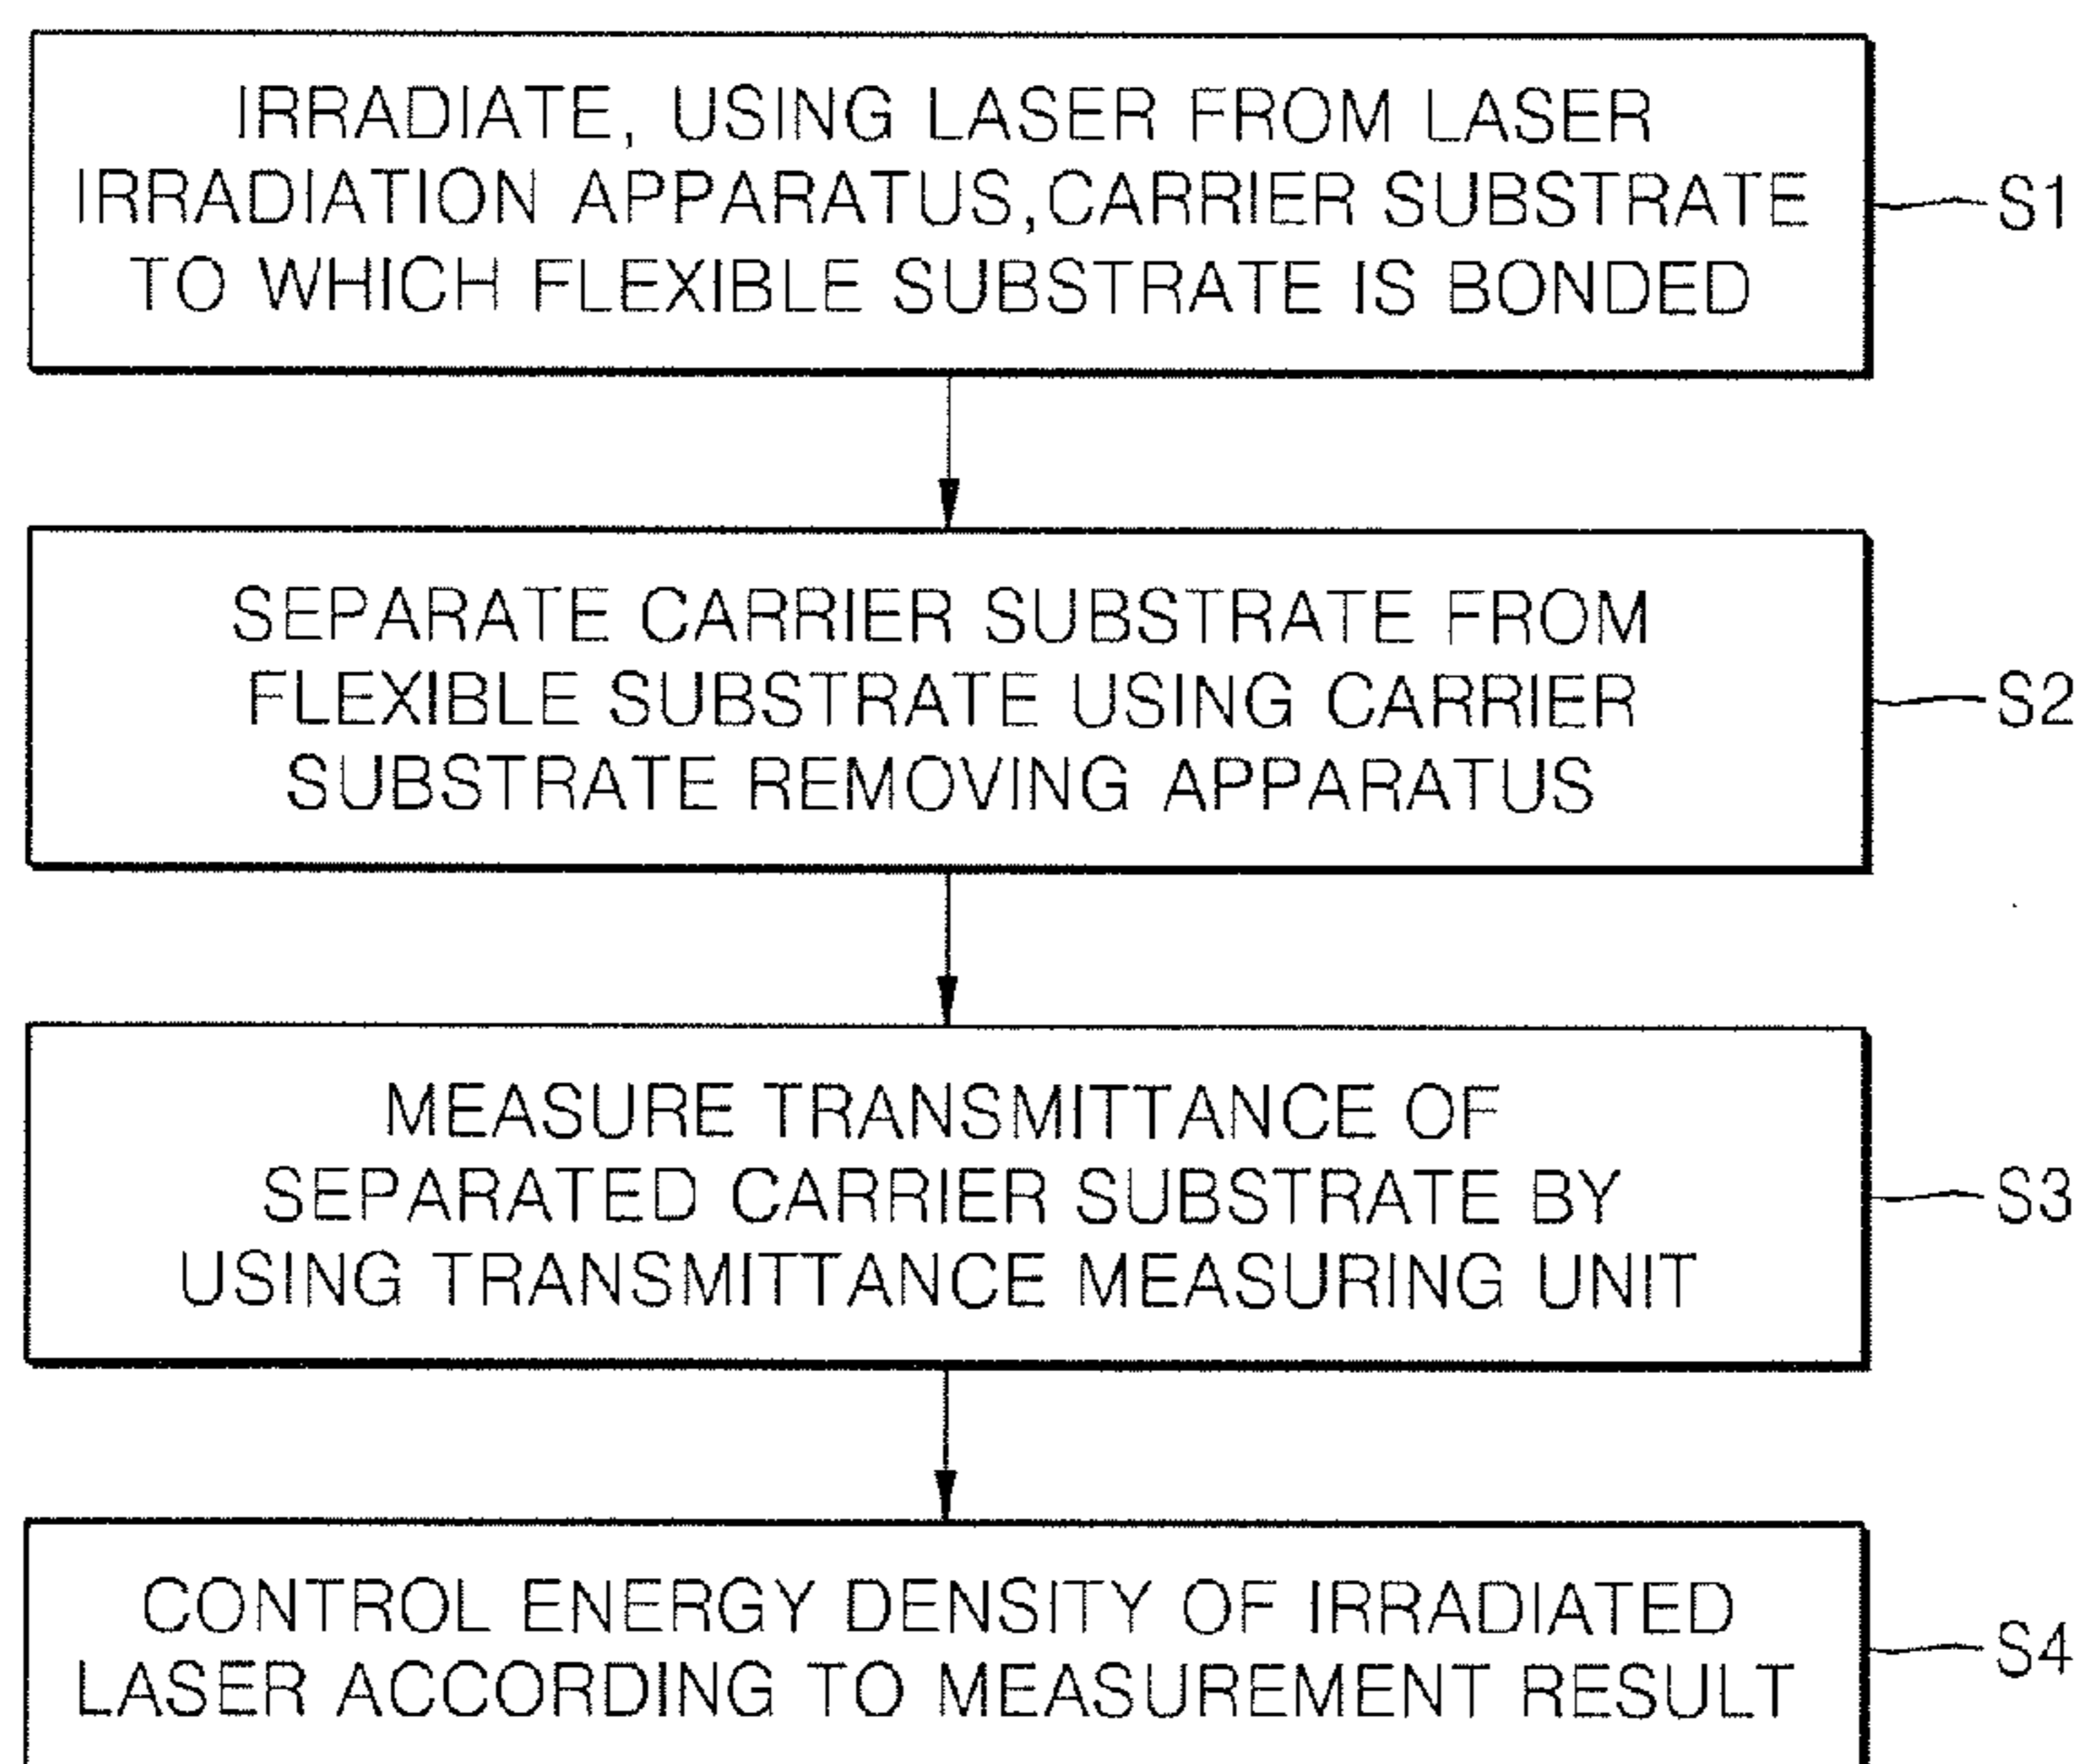 IRRADIATE, USING LASER FROM LASER
IRRADIATION APPARATUS,CARRIER SUBSTRATE
TO WHICH FLEXIBLE SUBSTRATE IS BONDED
S1
SEPARATE CARRIER SUBSTRATE FROM
FLEXIBLE SUBSTRATE USING CARRIER
SUBSTRATE REMOVING APPARATUS
S2
MEASURE TRANSMITTANCE OF
SEPARATED CARRIER SUBSTRATE BY
USING TRANSMITTANCE MEASURING UNIT
S3
CONTROL ENERGY DENSITY OF IRRADIATED
LASER ACCORDING TO MEASUREMENT RESULT
S4